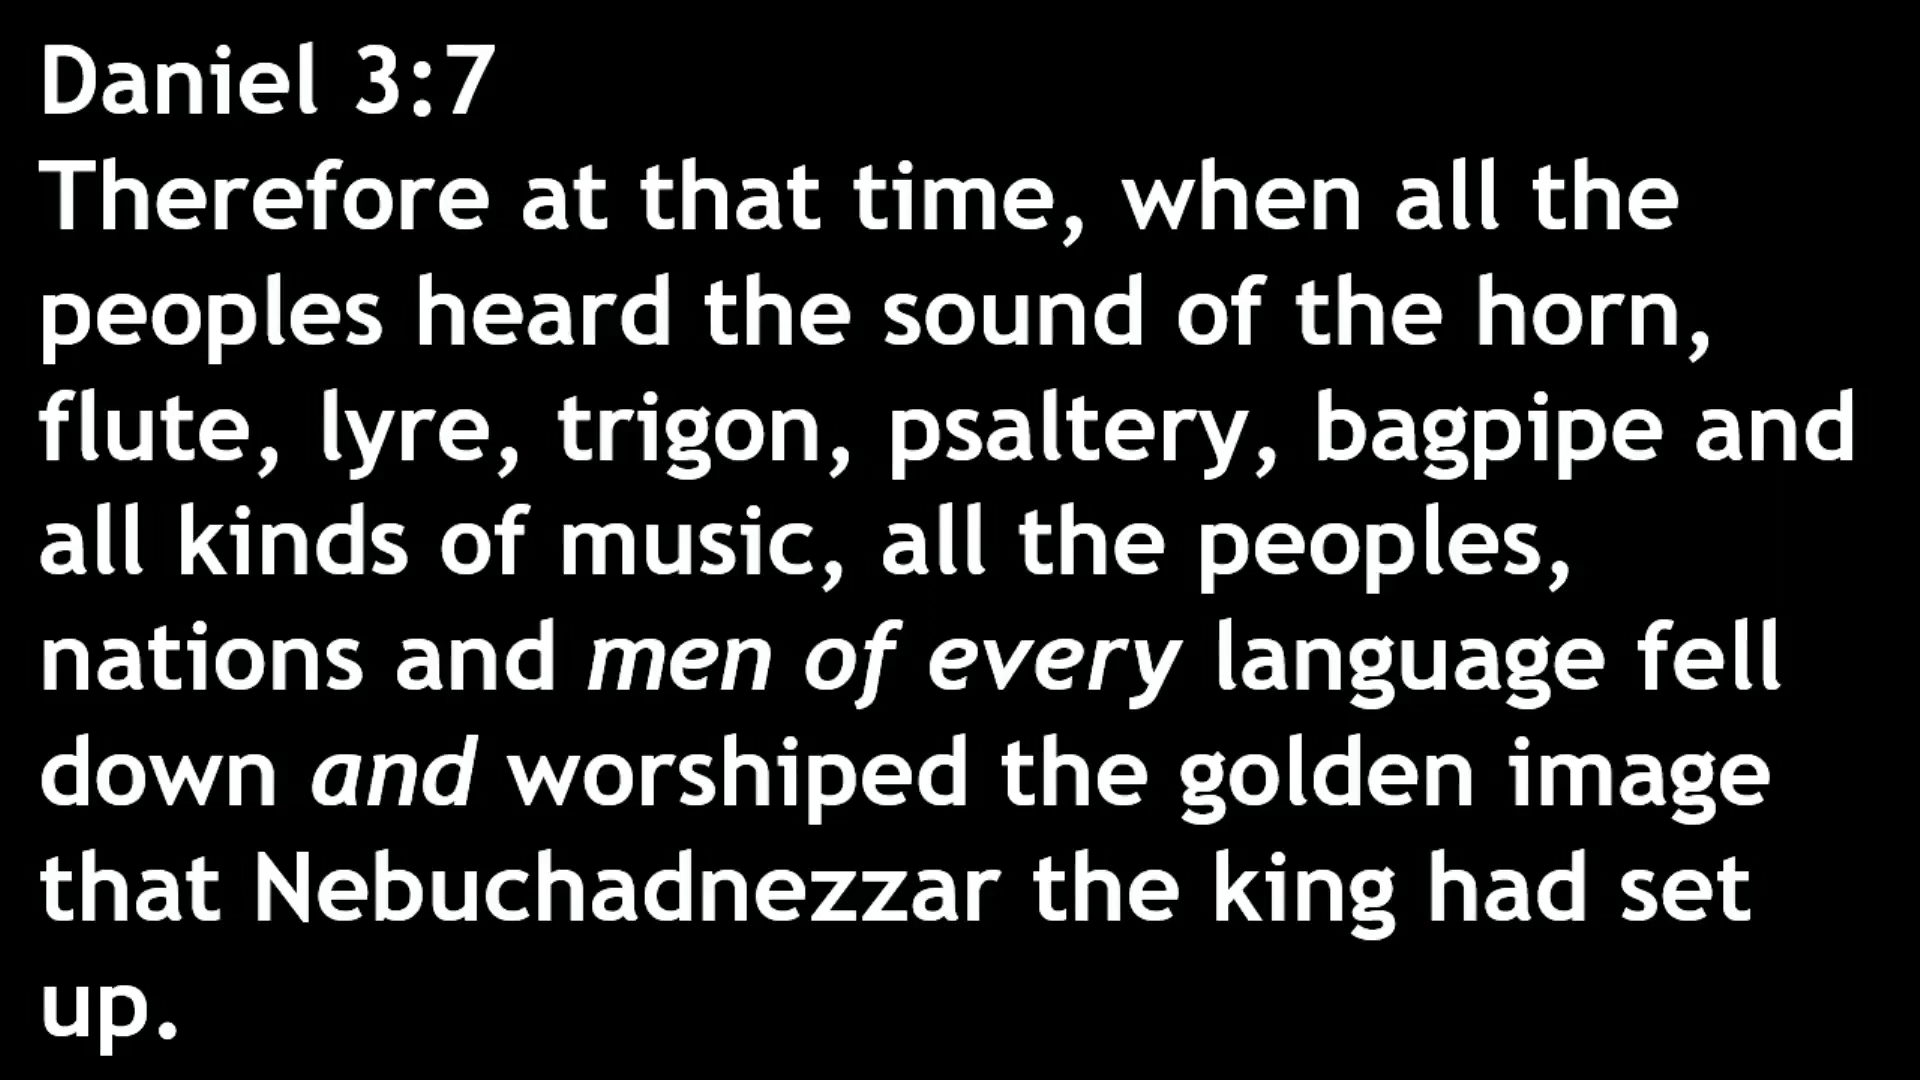 Daniel 3:7
Therefore at that time, when all the
peoples heard the sound of the horn,
flute, lyre, trigon, psaltery, bagpipe and
all kinds of music, all the peoples,
nations and men of every language fell
down and worshiped the golden image
that Nebuchadnezzar the king had set
up.